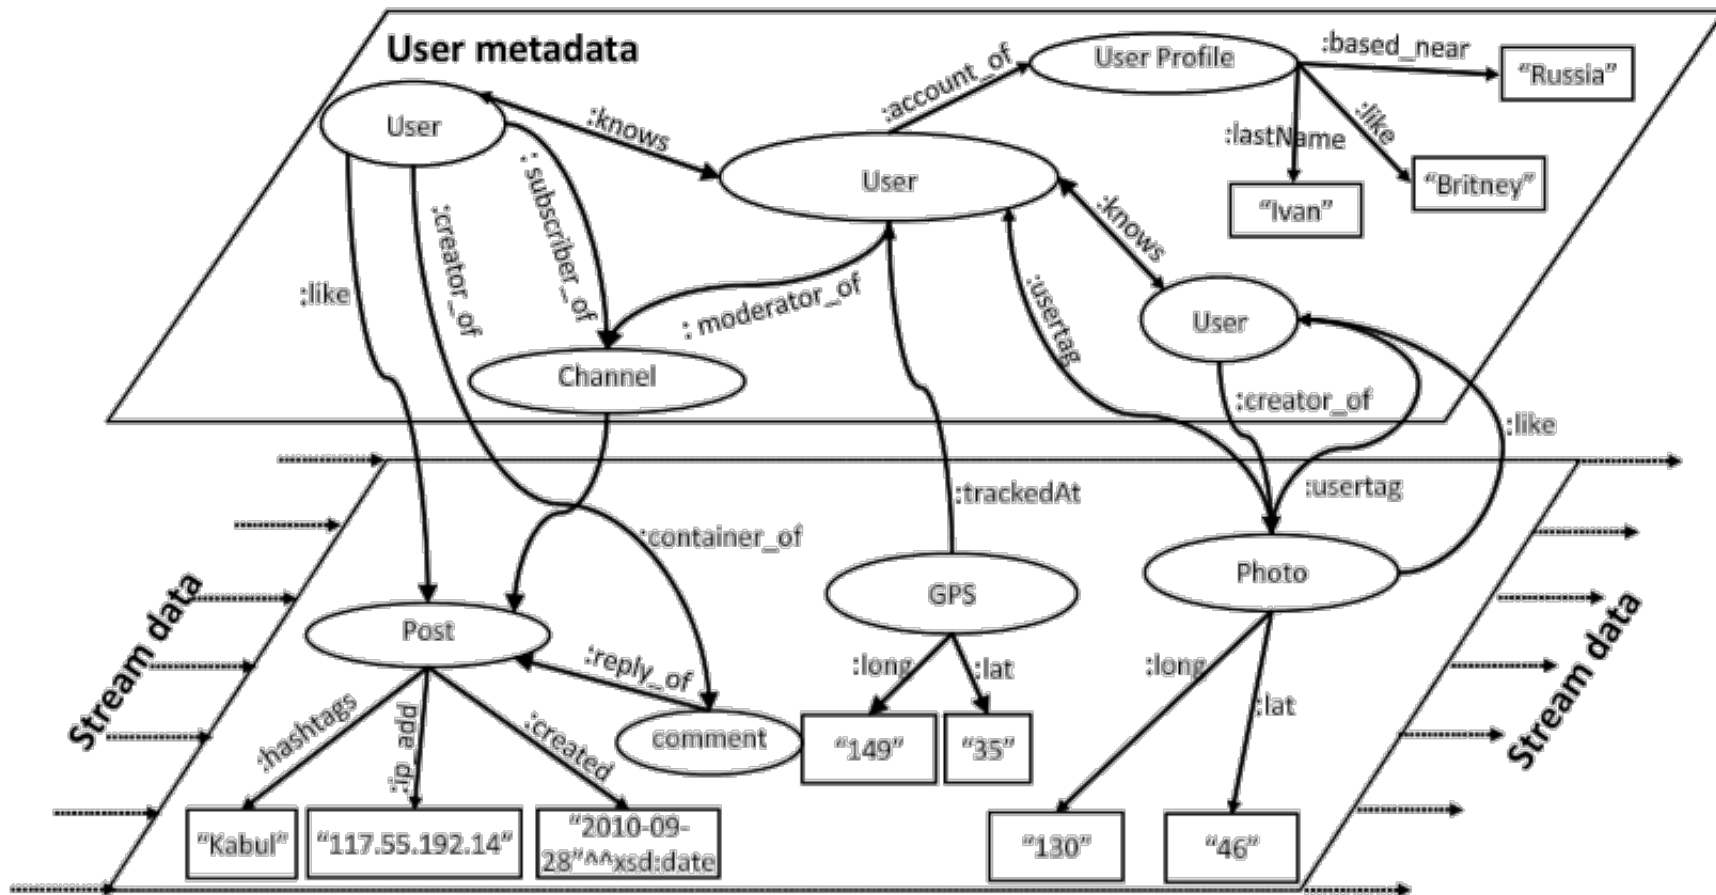 User metadata
:account_of
User Profile
:based_near
"Russia"
User
:knows
:lastName
:like
"Britney"
"Ivan"
User
:knows
: subscriber_of
:creator_of
:like
: moderator_of
:usertag
User
Channel
:creator_of
:like
:trackedAt
:usertag
:container_of
GPS
Photo
Stream data
Stream data
Post
:reply_of
:long
:lat
:long
:lat
:hashtags
:ip_add
:created
comment
"149"
"35"
"Kabul"
"117.55.192.14"
"2010-09-
28"^^xsd:date
"130"
"46"